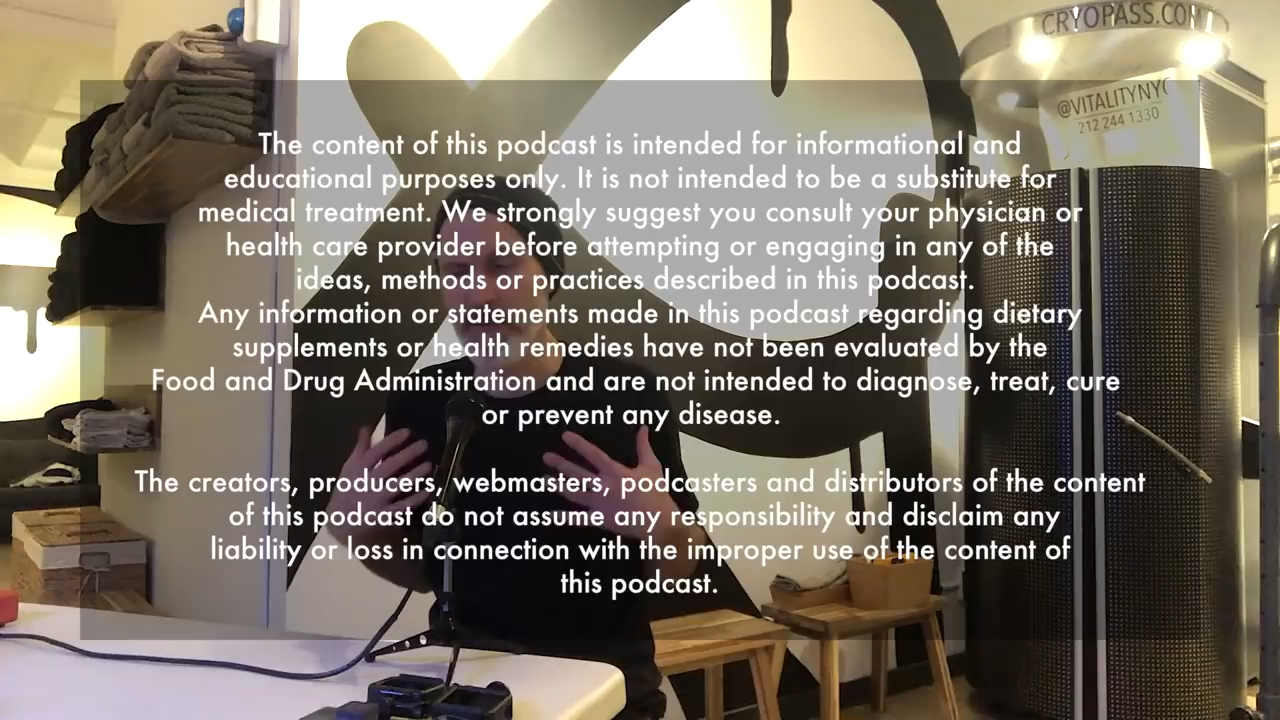 CRYOPASS.COM
@VITALITYNYC
212 244 1330
The content of this podcast is intended for informational and
educational purposes only. It is not intended to be a substitute for
medical treatment. We strongly suggest you consult your physician or
health care provider before attempting or engaging in any of the
ideas, methods or practices described in this podcast.
Any information or statements made in this podcast regarding dietary
supplements or health remedies have not been evaluated by the
Food and Drug Administration and are not intended to diagnose, treat, cure
or prevent any disease.
The creators, producers, webmasters, podcasters and distributors of the content
of this podcast do not assume any responsibility and disclaim any
liability or loss in connection with the improper use of the content of
this podcast.